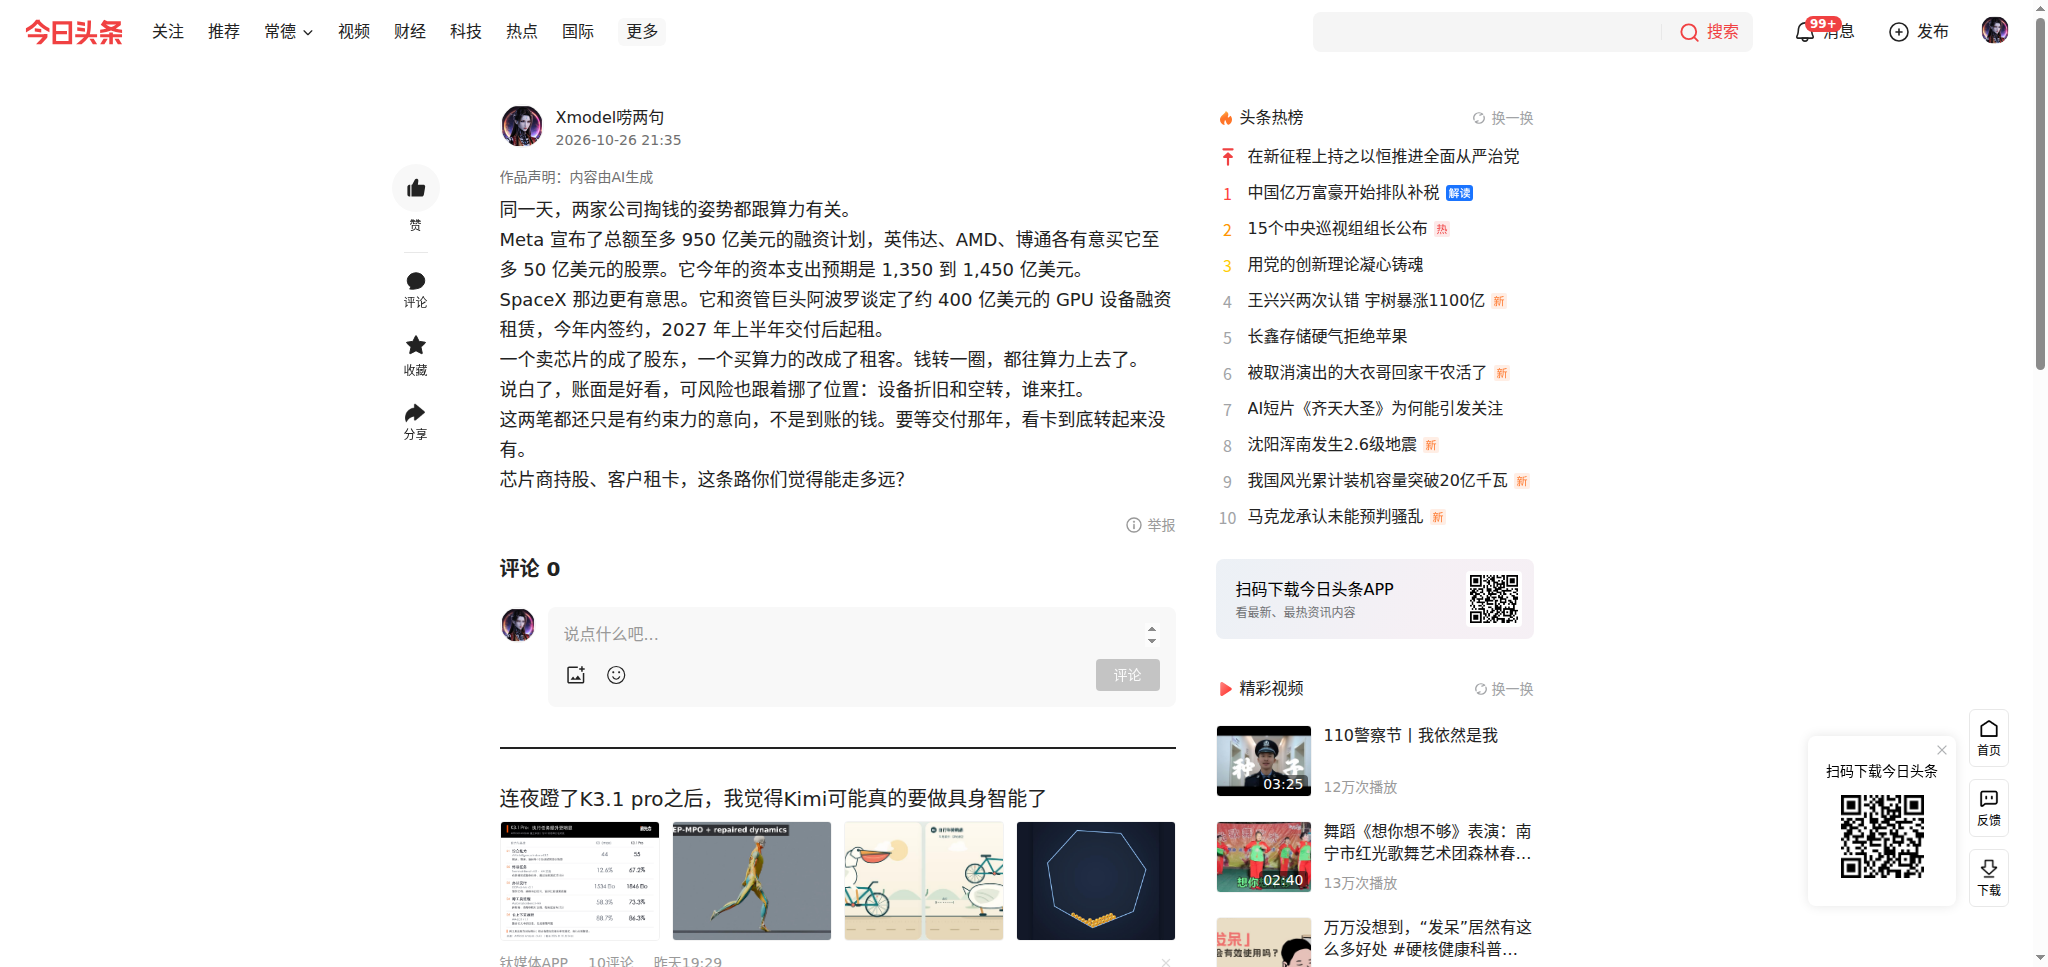 今日头条
关注
推荐
常德
视频
财经
科技
热点
国际
更多
搜索
99+
消息
发布
Xmodel唠两句
2026-10-26 21:35
作品声明：内容由AI生成
同一天，两家公司掏钱的姿势都跟算力有关。
Meta 宣布了总额至多 950 亿美元的融资计划，英伟达、AMD、博通各有意买它至
多 50 亿美元的股票。它今年的资本支出预期是 1,350 到 1,450 亿美元。
SpaceX 那边更有意思。它和资管巨头阿波罗谈定了约 400 亿美元的 GPU 设备融资
租赁，今年内签约，2027 年上半年交付后起租。
一个卖芯片的成了股东，一个买算力的改成了租客。钱转一圈，都往算力上去了。
说白了，账面是好看，可风险也跟着挪了位置：设备折旧和空转，谁来扛。
这两笔都还只是有约束力的意向，不是到账的钱。要等交付那年，看卡到底转起来没
有。
芯片商持股、客户租卡，这条路你们觉得能走多远？
赞
评论
收藏
分享
举报
评论 0
说点什么吧...
评论
连夜蹬了K3.1 pro之后，我觉得Kimi可能真的要做具身智能了
EP-MPO + repaired dynamics
钛媒体APP
10评论
昨天19:29
头条热榜
换一换
在新征程上持之以恒推进全面从严治党
1 中国亿万富豪开始排队补税 解读
2 15个中央巡视组组长公布 热
3 用党的创新理论凝心铸魂
4 王兴兴两次认错 宇树暴涨1100亿 新
5 长鑫存储硬气拒绝苹果
6 被取消演出的大衣哥回家干农活了 新
7 AI短片《齐天大圣》为何能引发关注
8 沈阳浑南发生2.6级地震 新
9 我国风光累计装机容量突破20亿千瓦 新
10 马克龙承认未能预判骚乱 新
扫码下载今日头条APP
看最新、最热资讯内容
精彩视频
换一换
110警察节丨我依然是我
12万次播放
种 子
03:25
舞蹈《想你想不够》表演：南
宁市红光歌舞艺术团森林春...
13万次播放
想你
02:40
万万没想到，“发呆”居然有这
么多好处 #硬核健康科普...
发呆」
会有效使用吗？
扫码下载今日头条
首页
反馈
下载